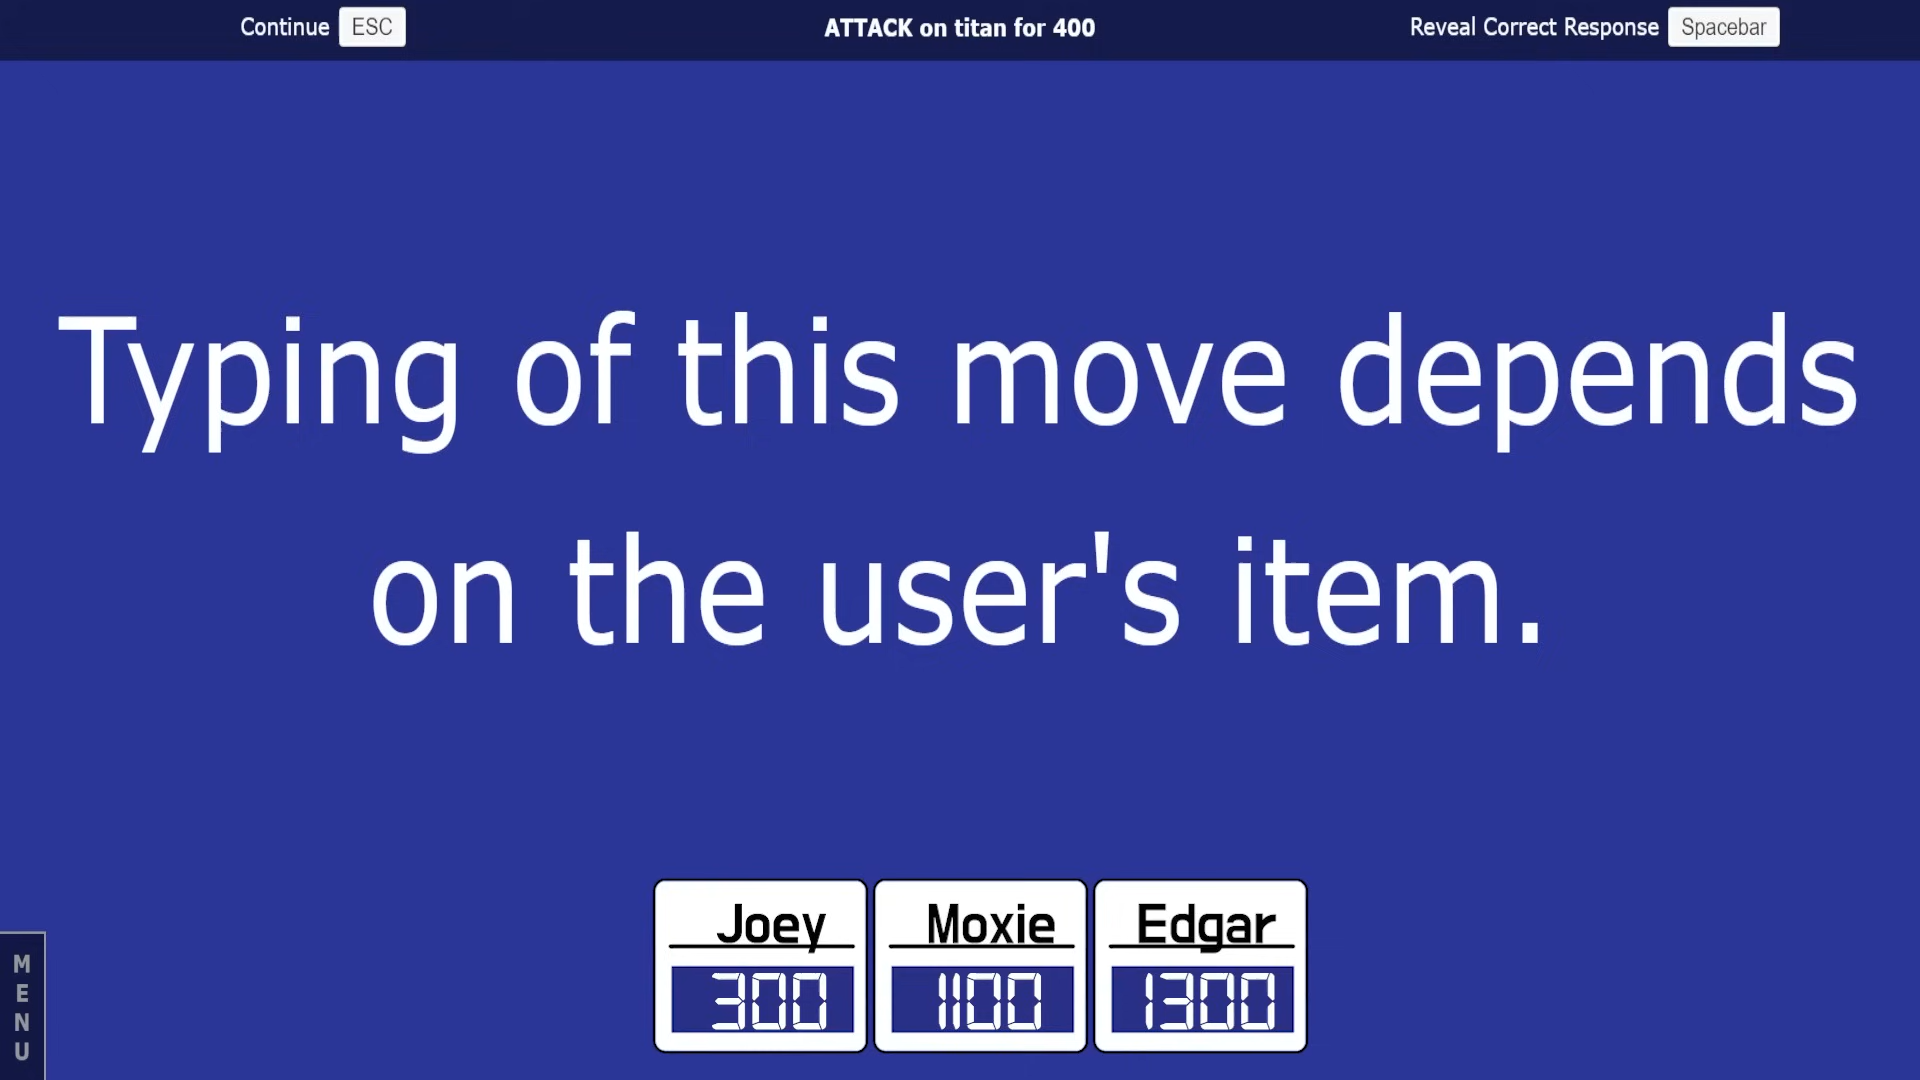 Continue ESC
ATTACK on titan for 400
Reveal Correct Response Spacebar
Typing of this move depends
on the user's item.
Joey
300
Moxie
1100
Edgar
1300
MENU